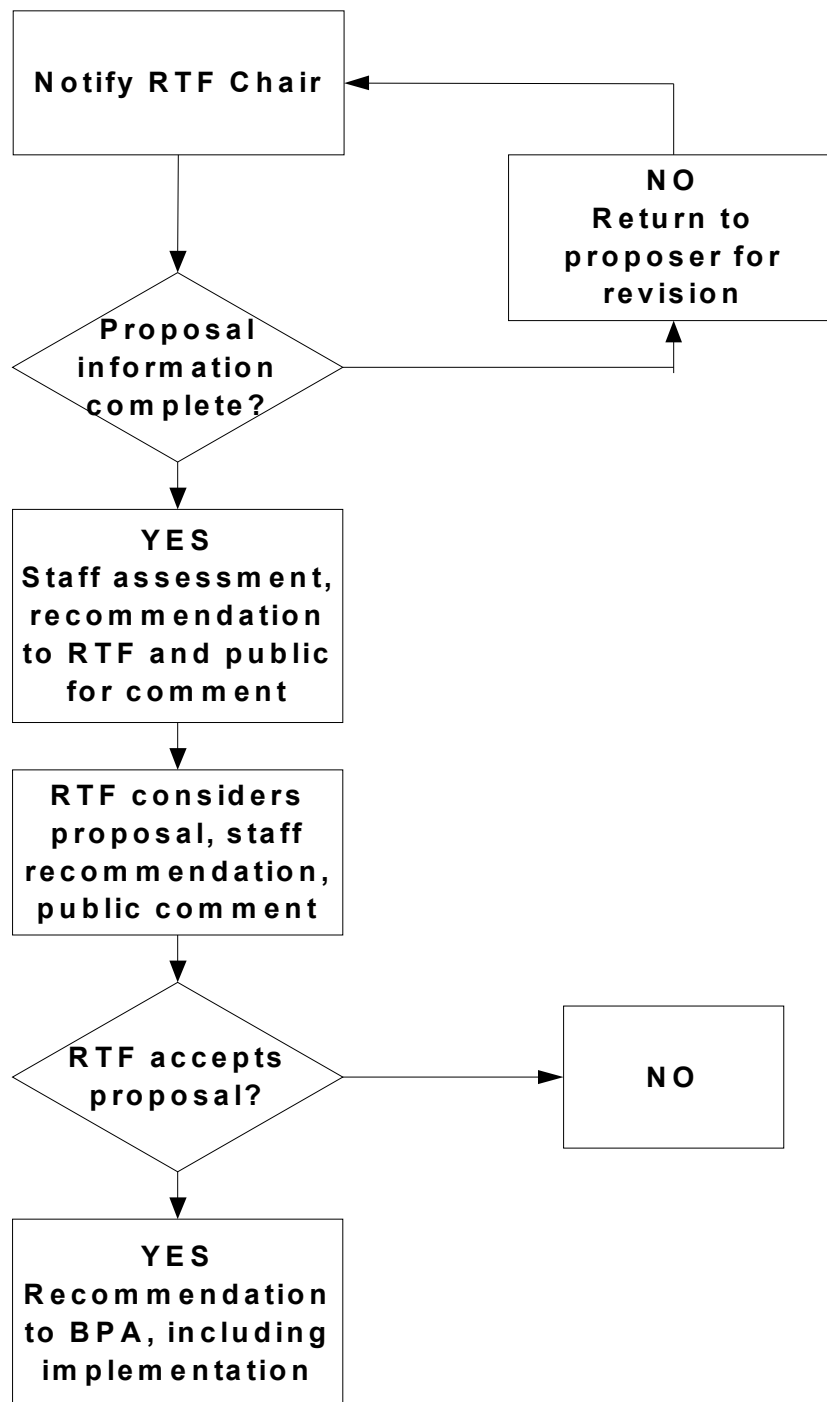 Notify RTF Chair
NO
Return to
proposer for
revision
Proposal
information
complete?
YES
Staff assessment,
recommendation
to RTF and public
for comment
RTF considers
proposal, staff
recommendation,
public comment
RTF accepts
proposal?
NO
YES
Recommendation
to BPA, including
implementation